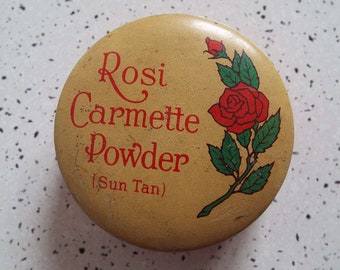 Rosi
Carmette
Powder
(Sun Tan)